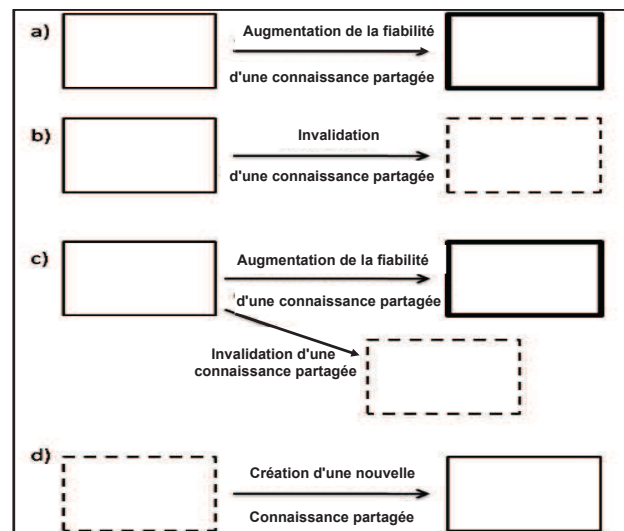 a)
Augmentation de la fiabilité
d'une connaissance partagée
b)
Invalidation
d'une connaissance partagée
c)
Augmentation de la fiabilité
d'une connaissance partagée
Invalidation d'une
connaissance partagée
d)
Création d'une nouvelle
Connaissance partagée